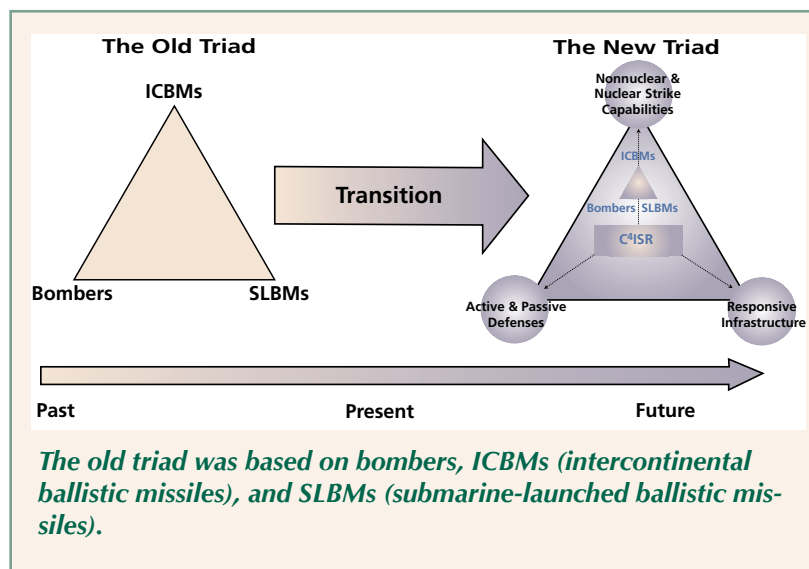 The Old Triad
ICBMs
Bombers
SLBMs
Transition
The New Triad
Nonnuclear &
Nuclear Strike
Capabilities
ICBMs
Bombers
SLBMs
C⁴ISR
Active & Passive
Defenses
Responsive
Infrastructure
Past
Present
Future
The old triad was based on bombers, ICBMs (intercontinental
ballistic missiles), and SLBMs (submarine-launched ballistic mis-
siles).